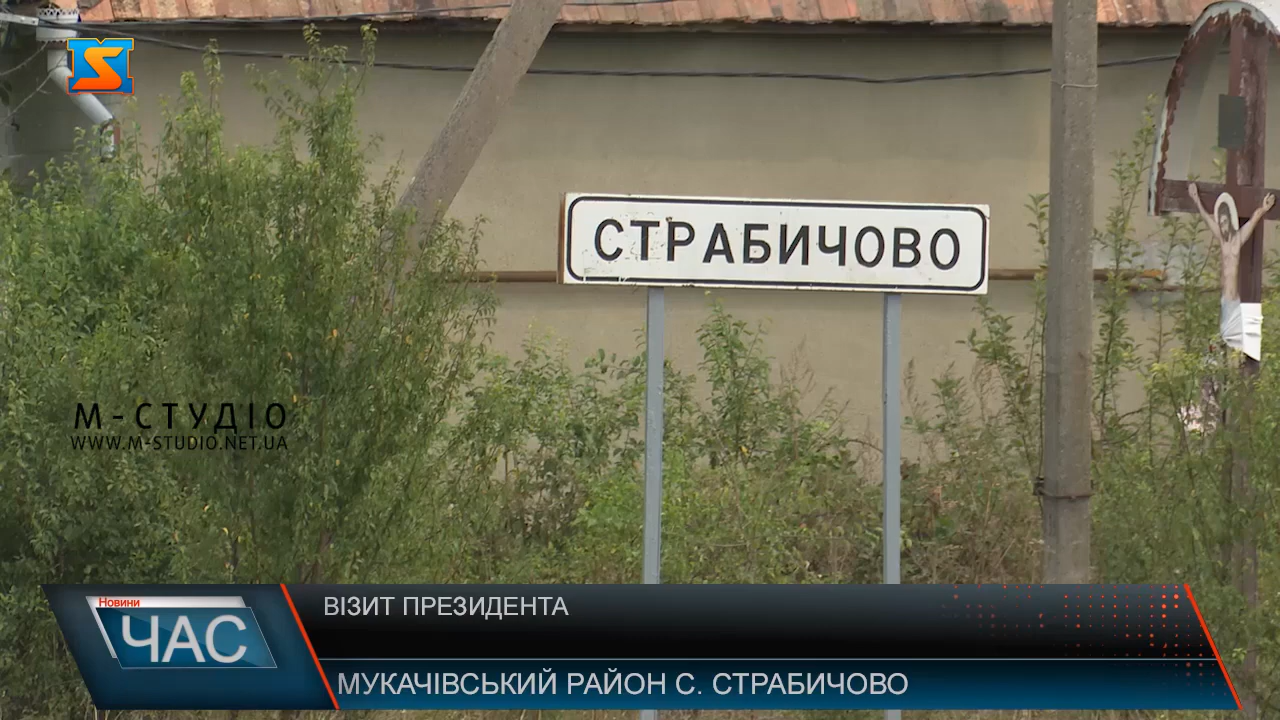 СТРАБИЧОВО
М-СТУДІО
WWW.M-STUDIO.NET.UA
Новини
ЧАС
ВІЗИТ ПРЕЗИДЕНТА
МУКАЧІВСЬКИЙ РАЙОН С. СТРАБИЧОВО